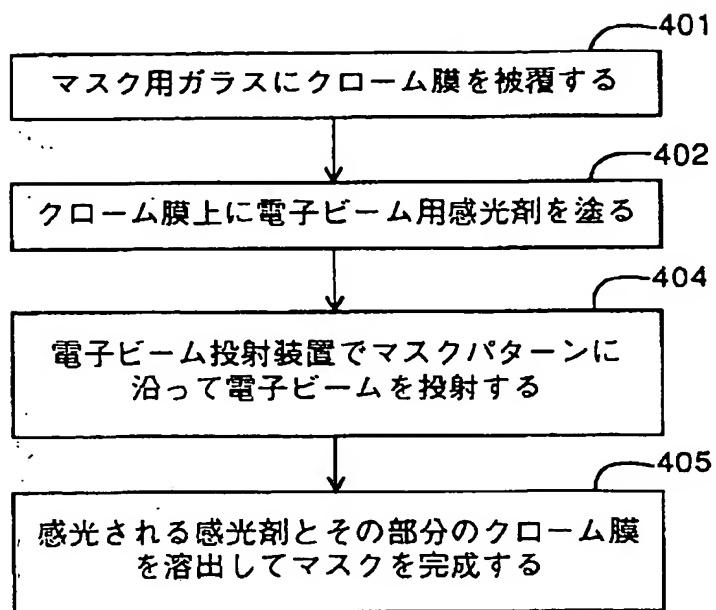 401
マスク用ガラスにクローム膜を被覆する
402
クローム膜上に電子ビーム用感光剤を塗る
404
電子ビーム投射装置でマスクパターンに
沿って電子ビームを投射する
405
感光される感光剤とその部分のクローム膜
を溶出してマスクを完成する